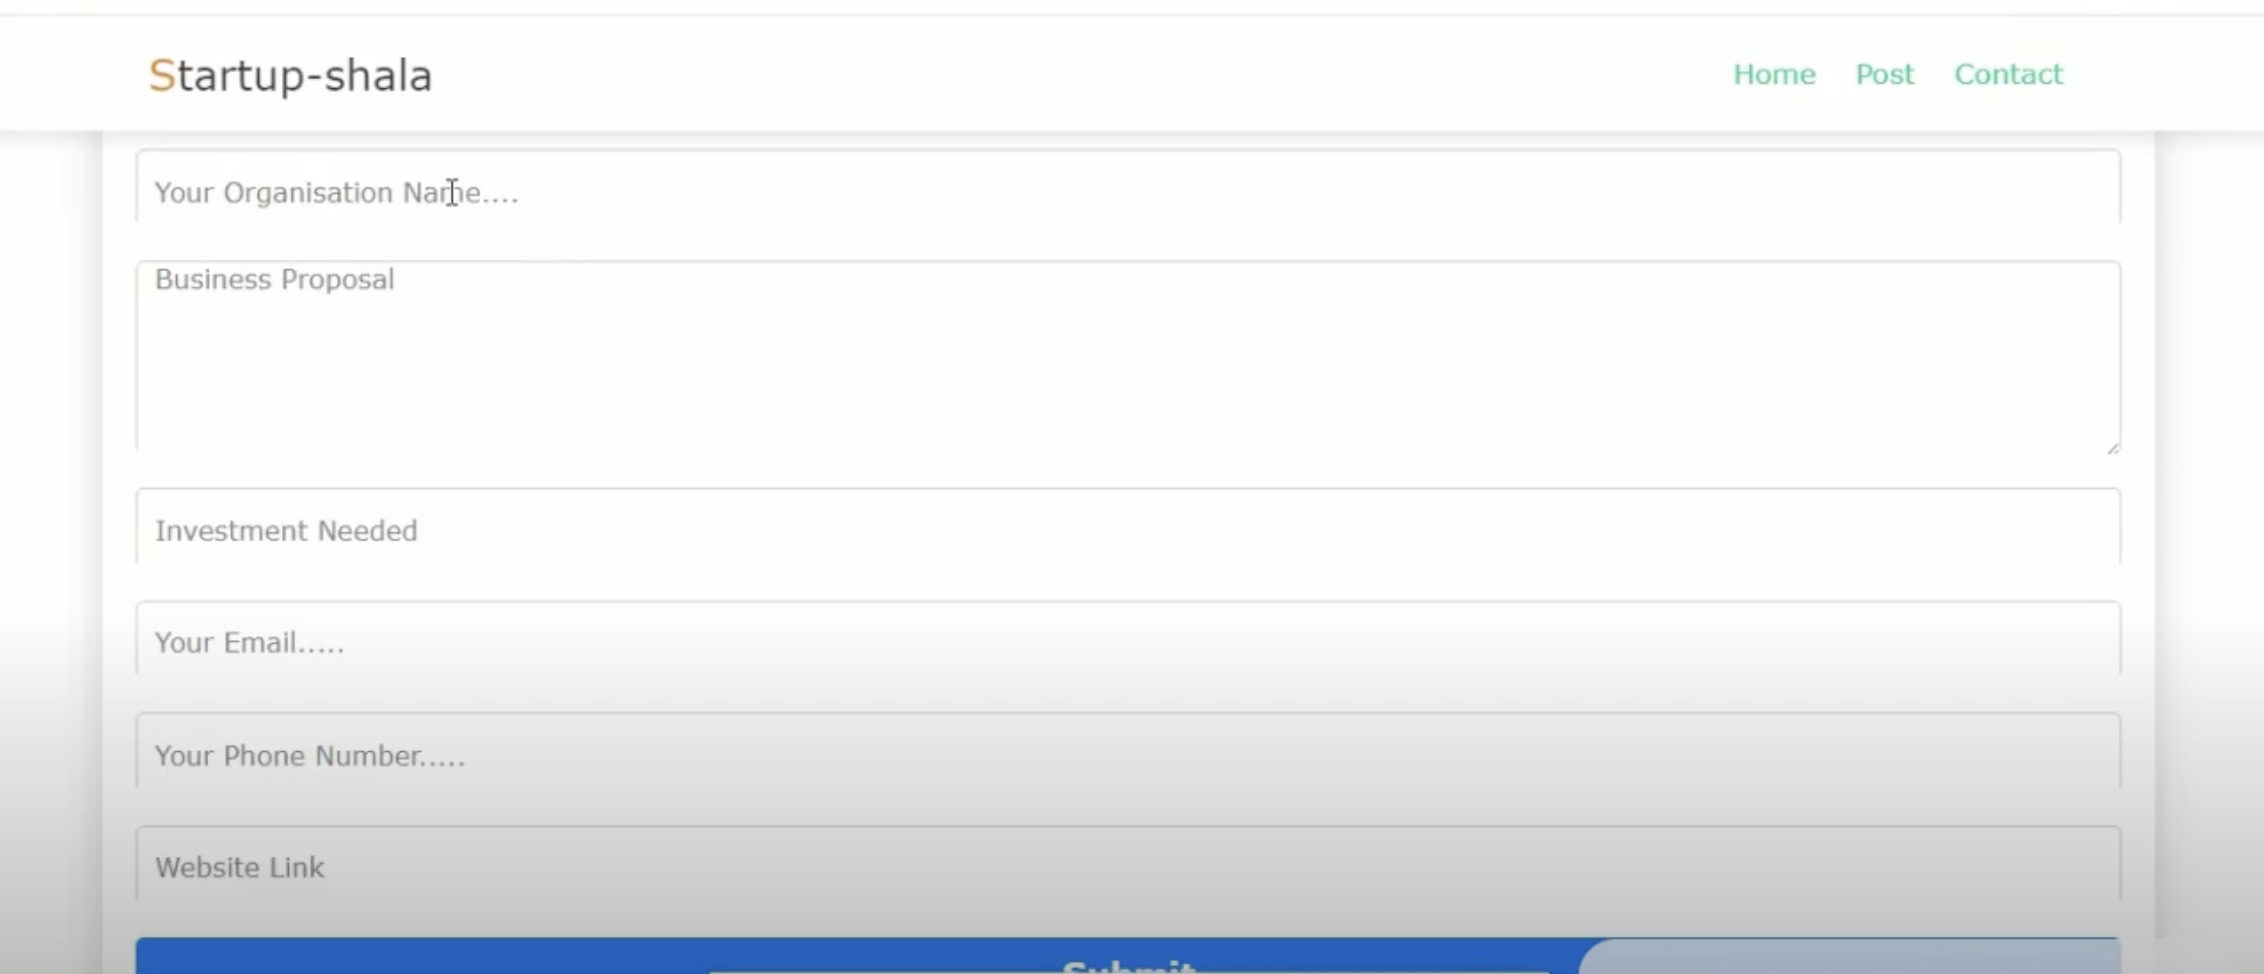 Startup-shala
Home Post Contact
Your Organisation Name....
Business Proposal
Investment Needed
Your Email.....
Your Phone Number.....
Website Link
Submit